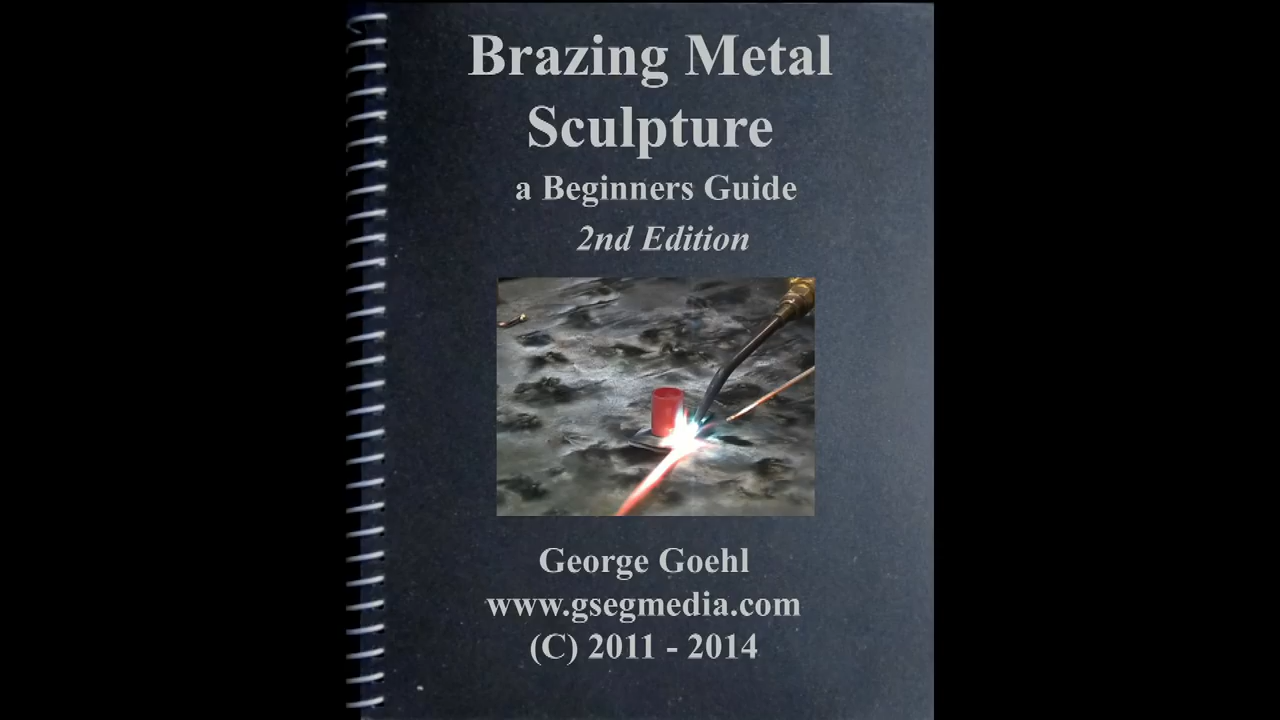 Brazing Metal
Sculpture
a Beginners Guide
2nd Edition
George Goehl
www.gsegmedia.com
(C) 2011 - 2014